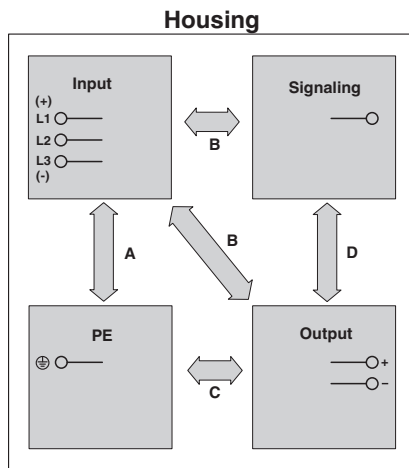 Housing
Input
(+)
L1
L2
L3
(-)
Signaling
B
A
B
D
PE
C
Output
+
–